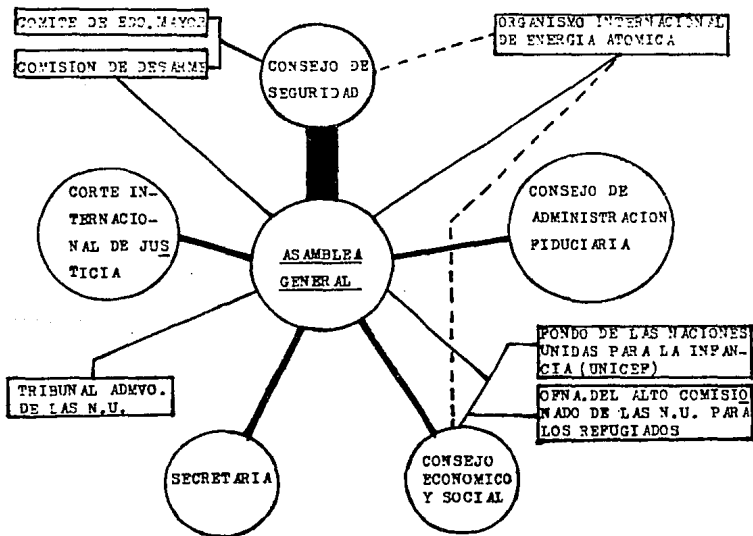 COMITE DE EDO. MAYOR
COMISION DE DESARME
CONSEJO DE
SEGURIDAD
ORGANISMO INTERNACIONAL
DE ENERGIA ATOMICA
CORTE IN-
TERNACIO-
NAL DE JUS
TICIA
ASAMBLEA
GENERAL
CONSEJO DE
ADMINISTRACION
FIDUCIARIA
TRIBUNAL ADMVO.
DE LAS N.U.
SECRETARIA
CONSEJO
ECONOMICO
Y SOCIAL
FONDO DE LAS NACIONES
UNIDAS PARA LA INFAN-
CIA (UNICEF)
OFNA.DEL ALTO COMISIO
NADO DE LAS N.U. PARA
LOS REFUGIADOS